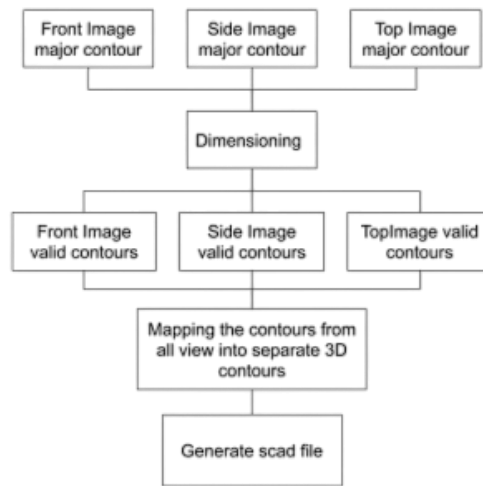 Front Image
major contour
Side Image
major contour
Top Image
major contour
Dimensioning
Front Image
valid contours
Side Image
valid contours
TopImage valid
contours
Mapping the contours from
all view into separate 3D
contours
Generate scad file